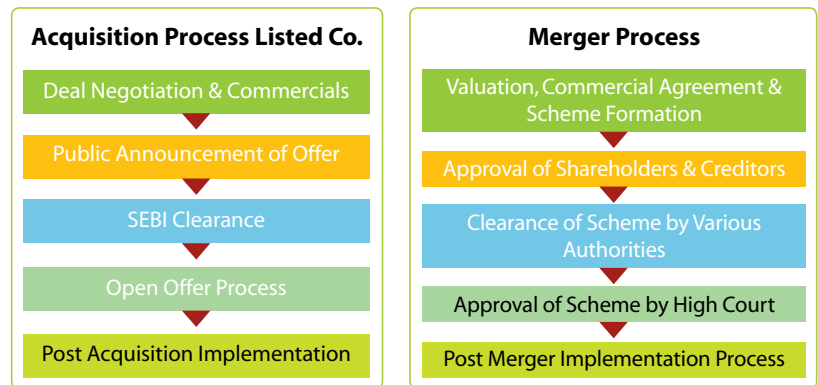 Acquisition Process Listed Co.
Deal Negotiation & Commercials
Public Announcement of Offer
SEBI Clearance
Open Offer Process
Post Acquisition Implementation
Merger Process
Valuation, Commercial Agreement &
Scheme Formation
Approval of Shareholders & Creditors
Clearance of Scheme by Various
Authorities
Approval of Scheme by High Court
Post Merger Implementation Process